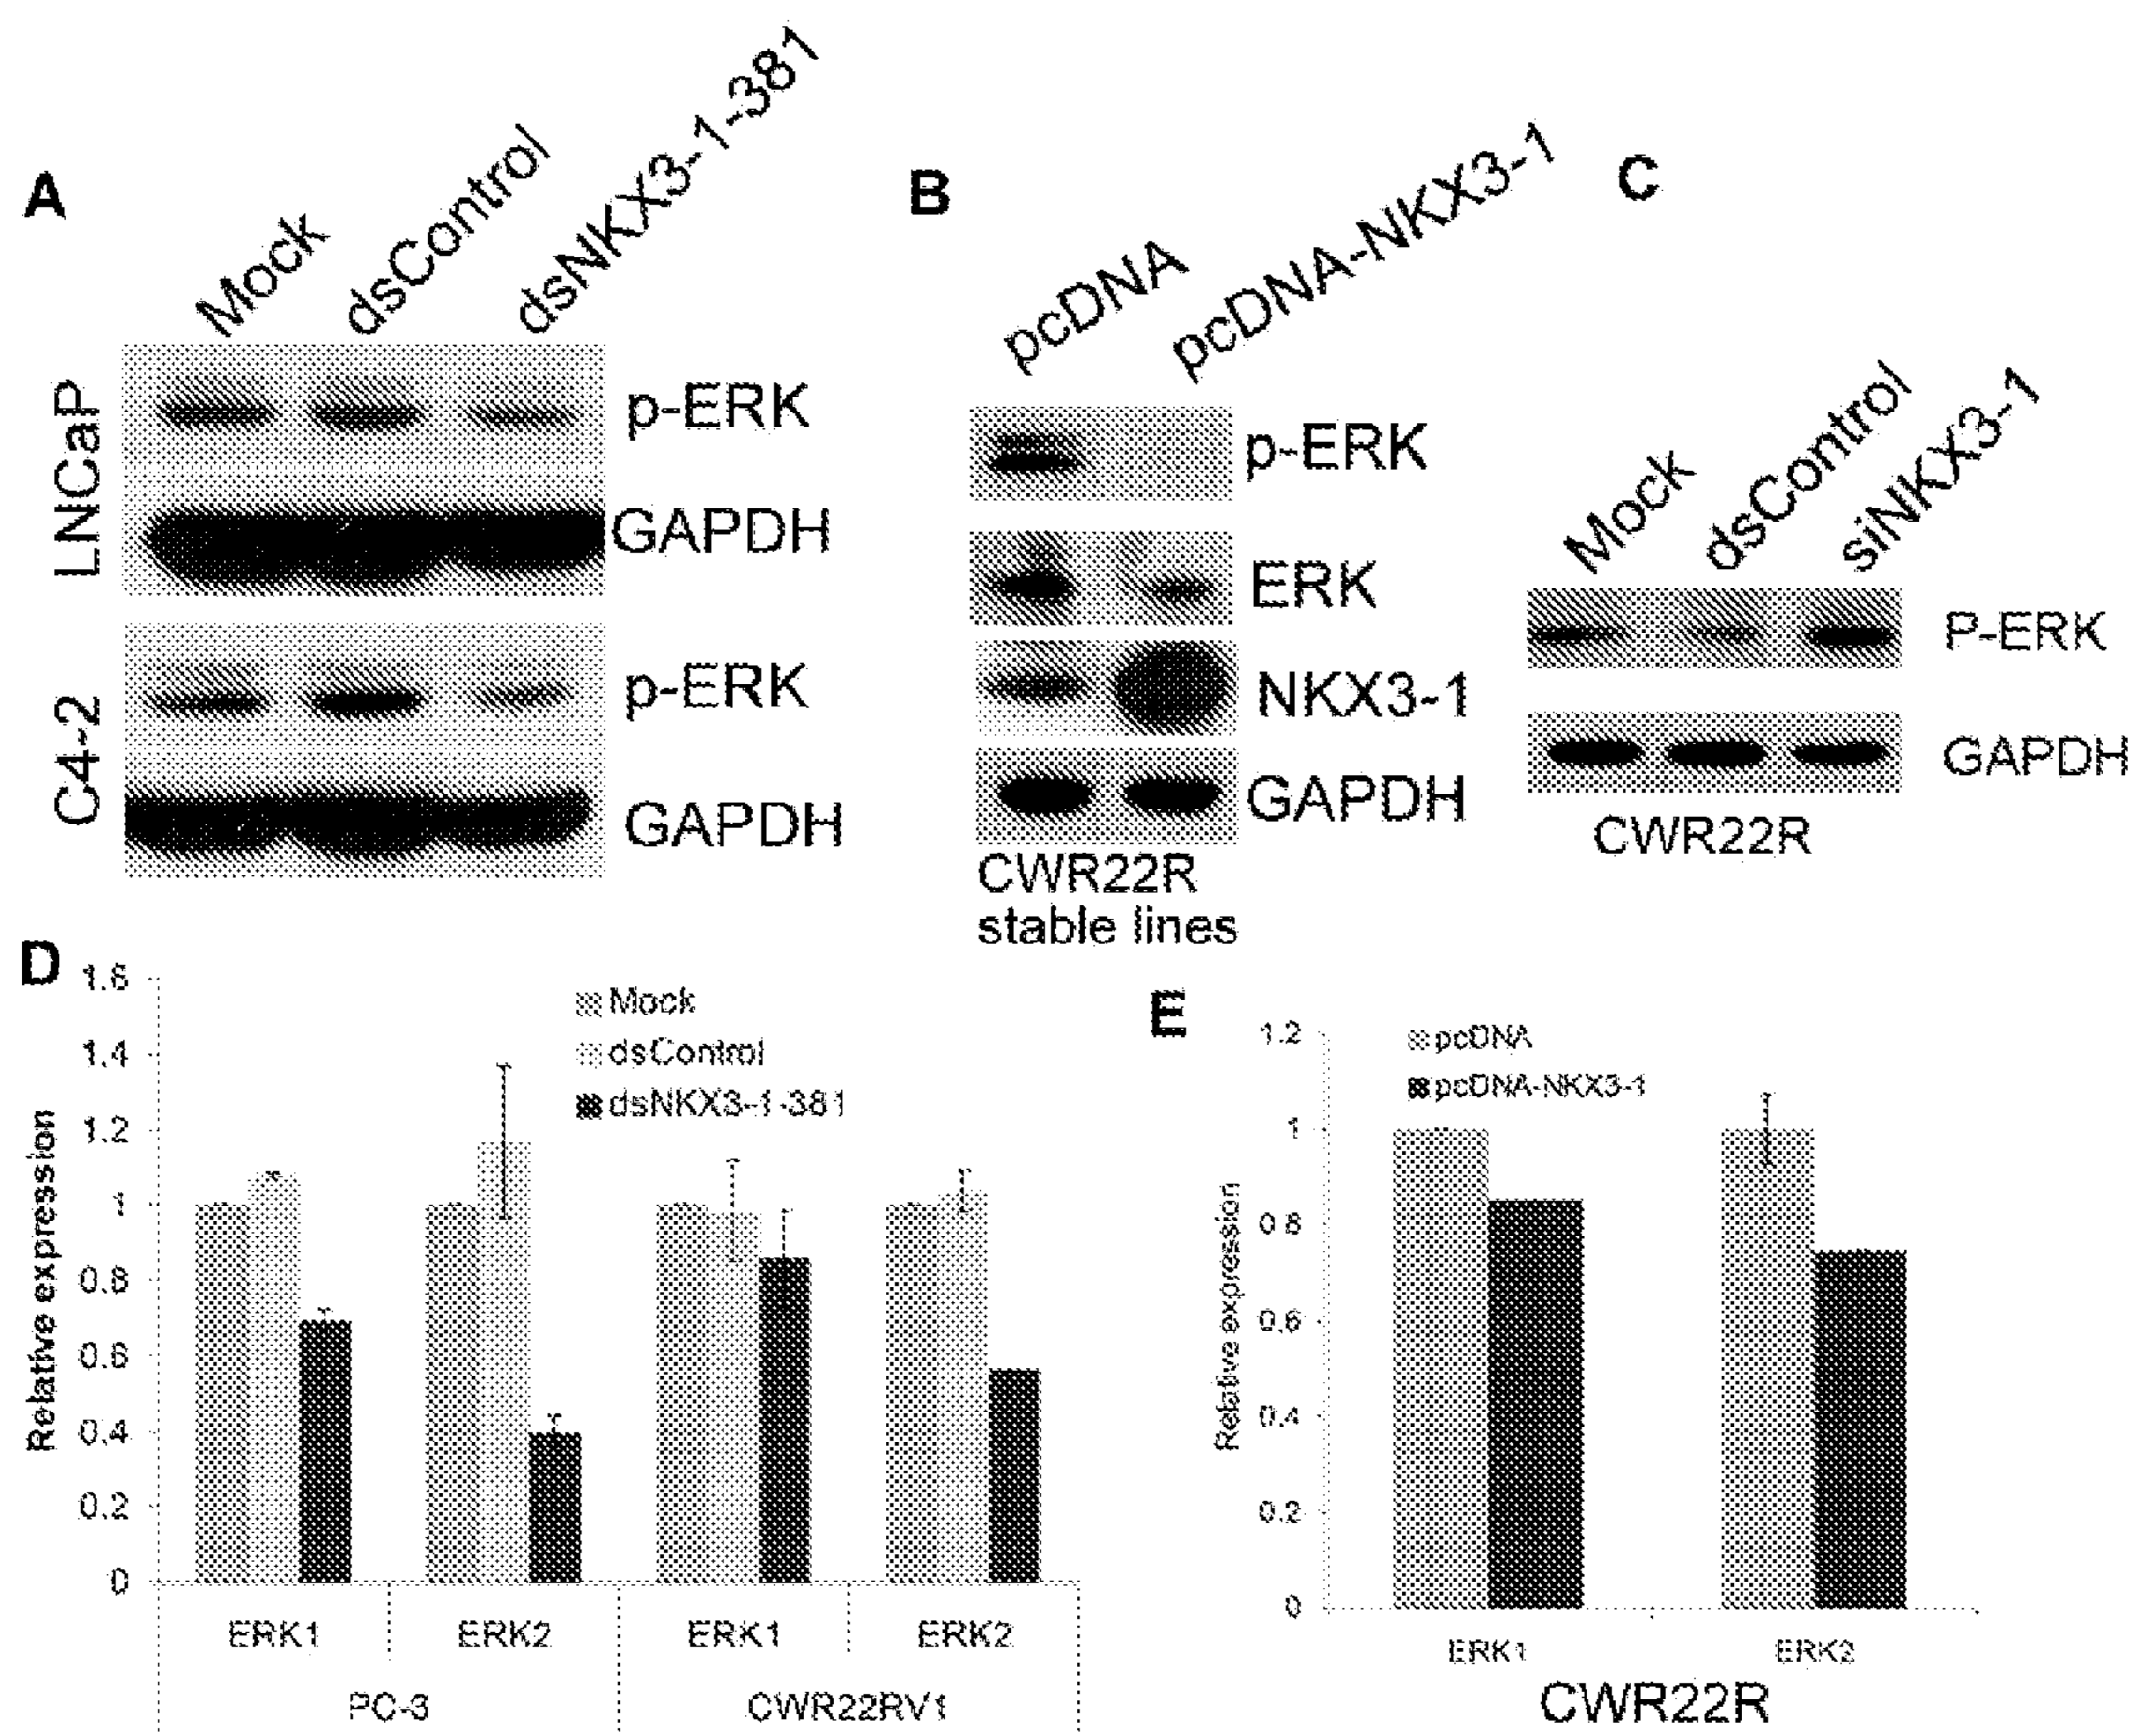 A
Mock
dsControl
dsNKX3-1-381
LNCaP
p-ERK
GAPDH
C4-2
p-ERK
GAPDH
B
pcDNA
pcDNA-NKX3-1
p-ERK
ERK
NKX3-1
GAPDH
CWR22R
stable lines
C
Mock
dsControl
siNKX3-1
P-ERK
GAPDH
CWR22R
D
Relative expression
1.6
1.4
1.2
1
0.8
0.6
0.4
0.2
0
Mock
dsControl
dsNKX3-1-381
ERK1
ERK2
ERK1
ERK2
PC-3
CWR22RV1
E
Relative expression
1.2
1
0.8
0.6
0.4
0.2
0
pcDNA
pcDNA-NKX3-1
ERK1
ERK2
CWR22R